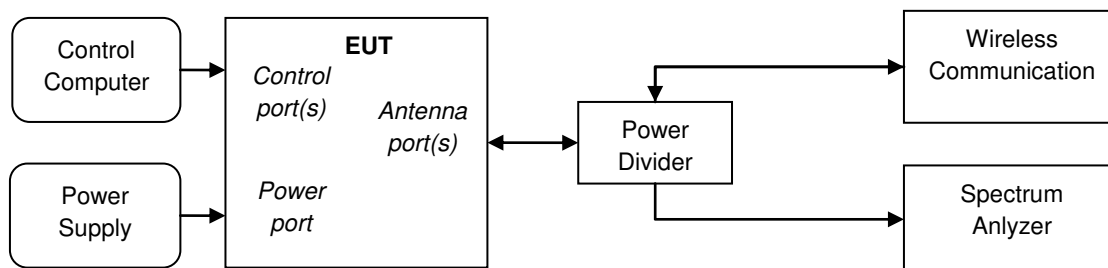 Control
Computer
EUT
Control
port(s)
Antenna
port(s)
Power
port
Power
Supply
Power
Divider
Wireless
Communication
Spectrum
Anlyzer